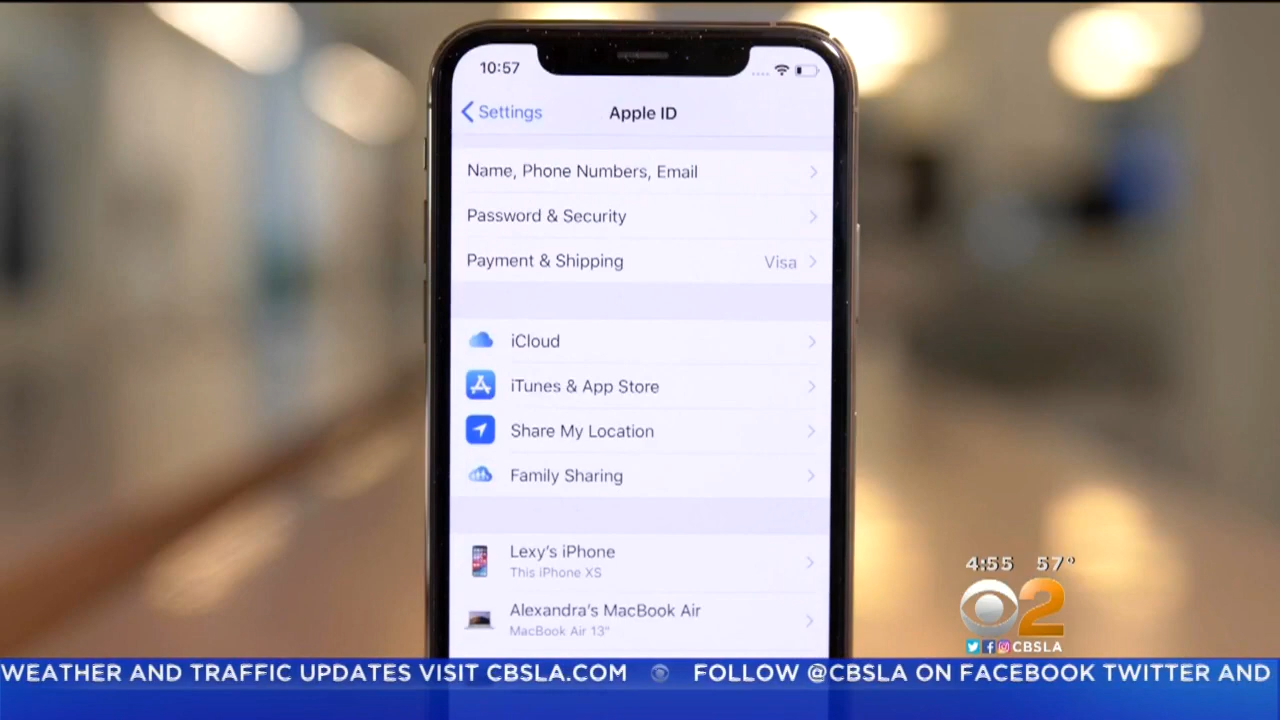 10:57
Settings
Apple ID
Name, Phone Numbers, Email
Password & Security
Payment & Shipping Visa
iCloud
iTunes & App Store
Share My Location
Family Sharing
Lexy's iPhone
This iPhone XS
Alexandra's MacBook Air
MacBook Air 13"
4:55 57°
2
CBSLA
WEATHER AND TRAFFIC UPDATES VISIT CBSLA.COM FOLLOW @CBSLA ON FACEBOOK TWITTER AND